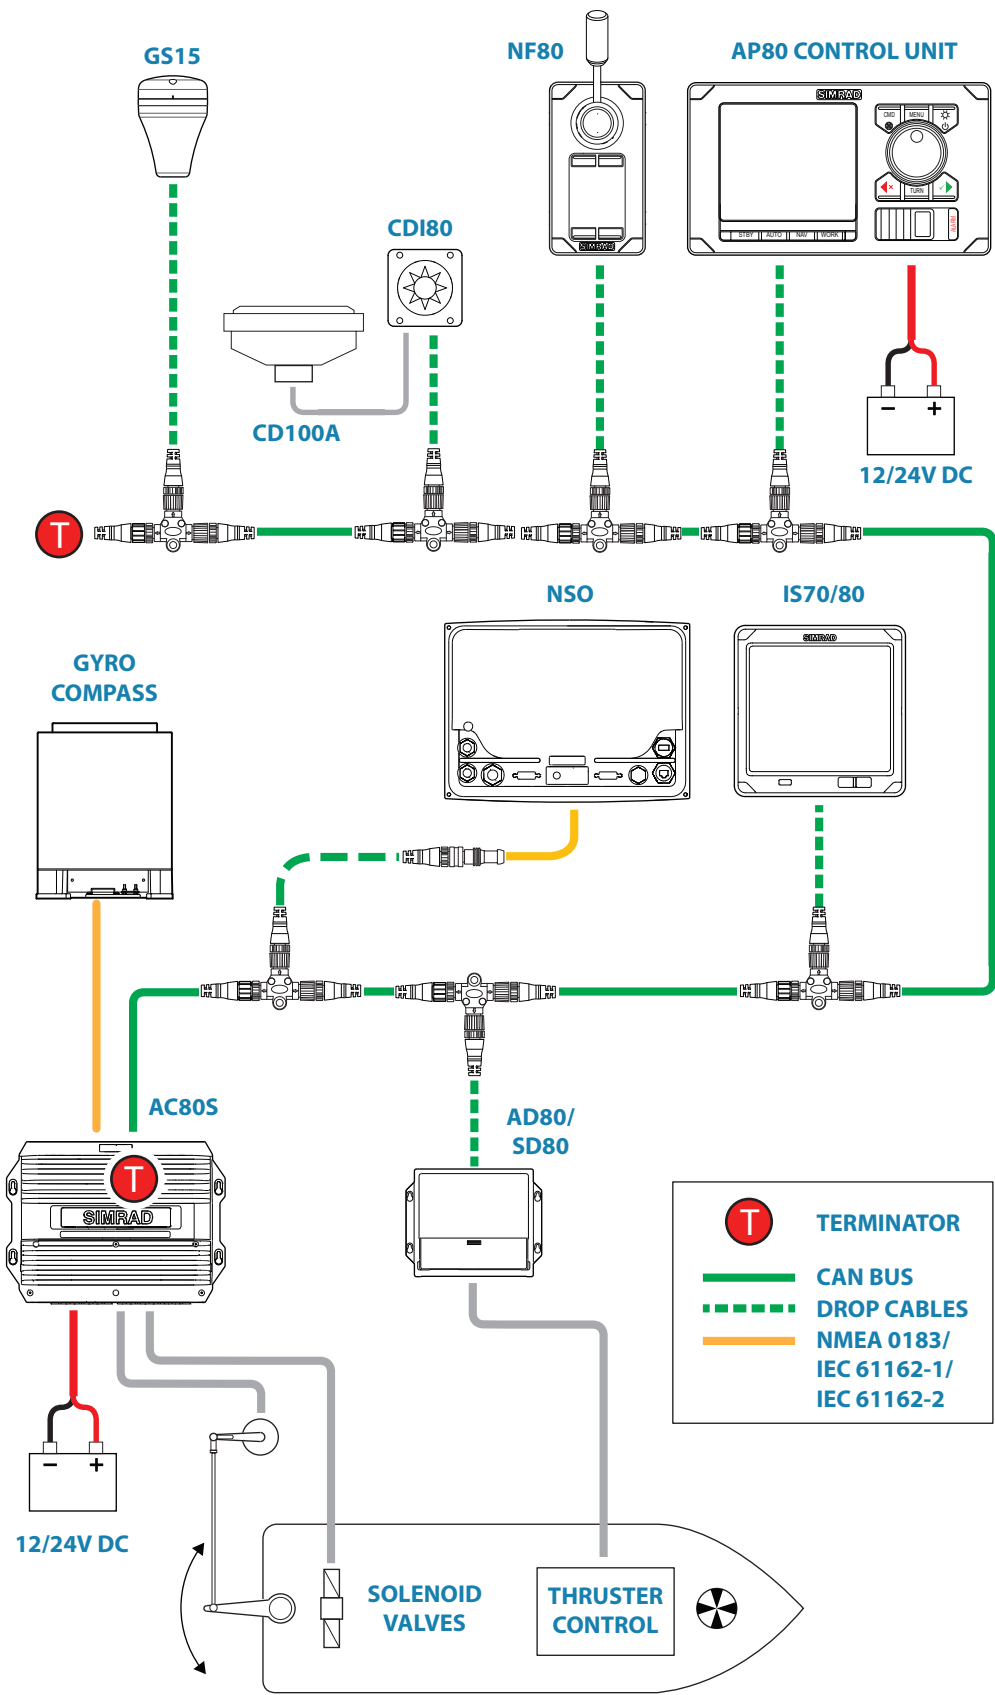 GS15
NF80
AP80 CONTROL UNIT
SIMRAD
CMD
MENU
TURN
ALARM
STBY
AUTO
NAV
WORK
SIMRAD
CDI80
CD100A
12/24V DC
T
NSO
IS70/80
SIMRAD
GYRO
COMPASS
AC80S
T
SIMRAD
AD80/
SD80
T
TERMINATOR
CAN BUS
DROP CABLES
NMEA 0183/
IEC 61162-1/
IEC 61162-2
12/24V DC
SOLENOID
VALVES
THRUSTER
CONTROL